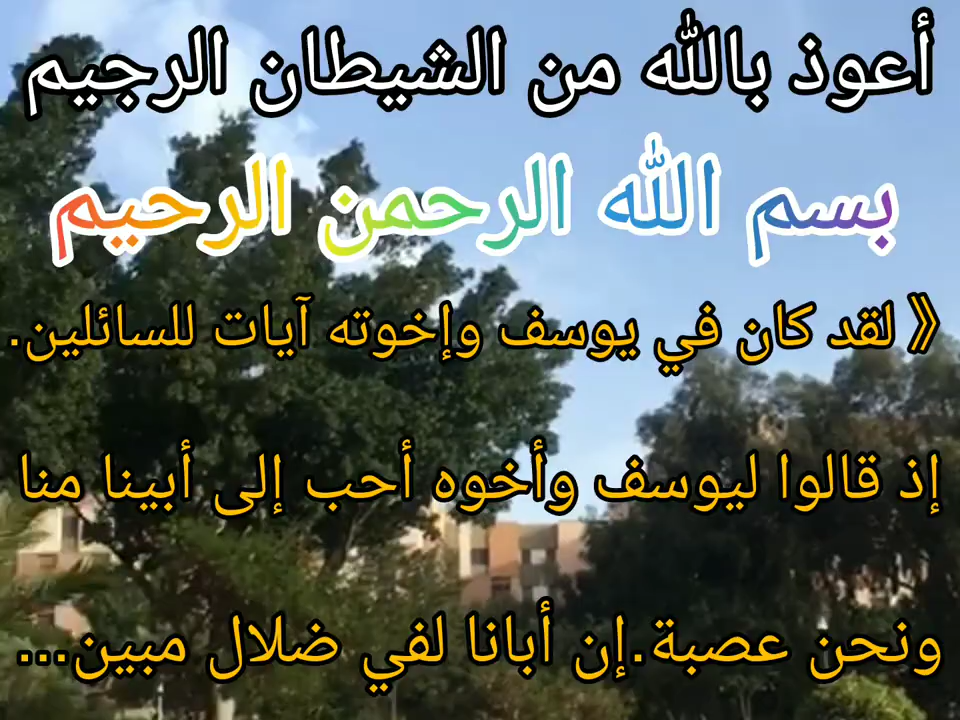 أعوذ بالله من الشيطان الرجيم
بسم الله الرحمن الرحيم
《 لقد كان في يوسف وإخوته آيات للسائلين.
إذ قالوا ليوسف وأخوه أحب إلى أبينا منا
ونحن عصبة.إن أبانا لفي ضلال مبين...